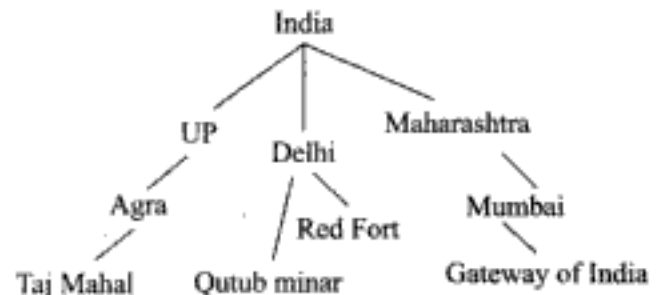 India
UP
Delhi
Maharashtra
Agra
Red Fort
Mumbai
Taj Mahal
Qutub minar
Gateway of India